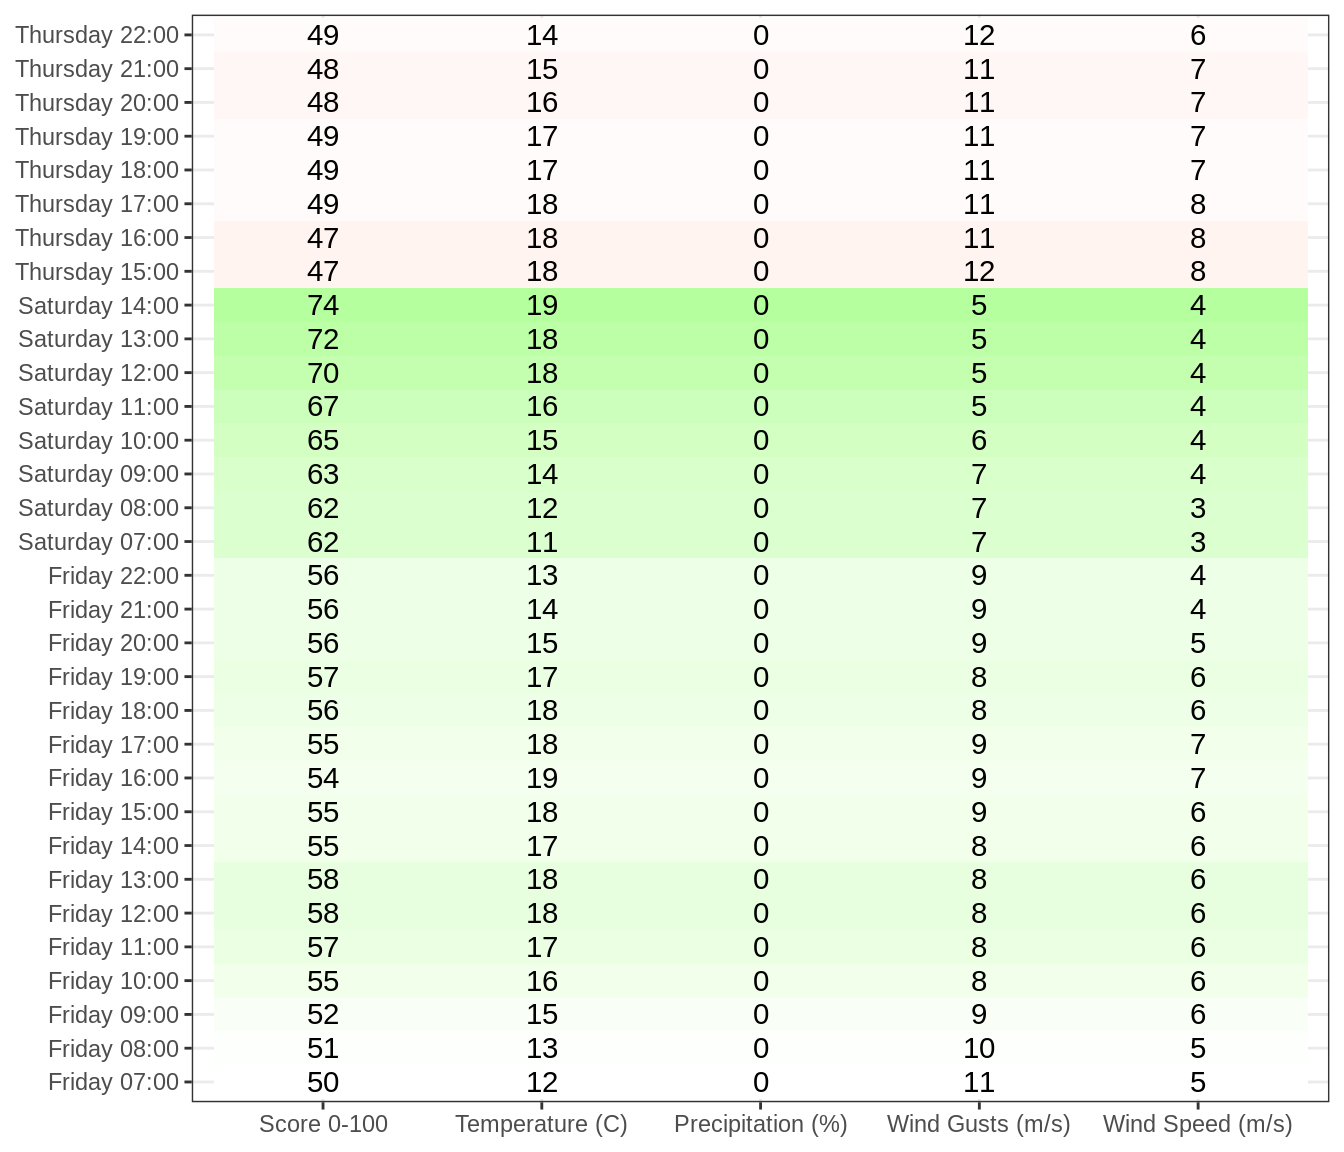 Thursday 22:00 49 14 0 12 6
Thursday 21:00 48 15 0 11 7
Thursday 20:00 48 16 0 11 7
Thursday 19:00 49 17 0 11 7
Thursday 18:00 49 17 0 11 7
Thursday 17:00 49 18 0 11 8
Thursday 16:00 47 18 0 11 8
Thursday 15:00 47 18 0 12 8
Saturday 14:00 74 19 0 5 4
Saturday 13:00 72 18 0 5 4
Saturday 12:00 70 18 0 5 4
Saturday 11:00 67 16 0 5 4
Saturday 10:00 65 15 0 6 4
Saturday 09:00 63 14 0 7 4
Saturday 08:00 62 12 0 7 3
Saturday 07:00 62 11 0 7 3
Friday 22:00 56 13 0 9 4
Friday 21:00 56 14 0 9 4
Friday 20:00 56 15 0 9 5
Friday 19:00 57 17 0 8 6
Friday 18:00 56 18 0 8 6
Friday 17:00 55 18 0 9 7
Friday 16:00 54 19 0 9 7
Friday 15:00 55 18 0 9 6
Friday 14:00 55 17 0 8 6
Friday 13:00 58 18 0 8 6
Friday 12:00 58 18 0 8 6
Friday 11:00 57 17 0 8 6
Friday 10:00 55 16 0 8 6
Friday 09:00 52 15 0 9 6
Friday 08:00 51 13 0 10 5
Friday 07:00 50 12 0 11 5
Score 0-100 Temperature (C) Precipitation (%) Wind Gusts (m/s) Wind Speed (m/s)